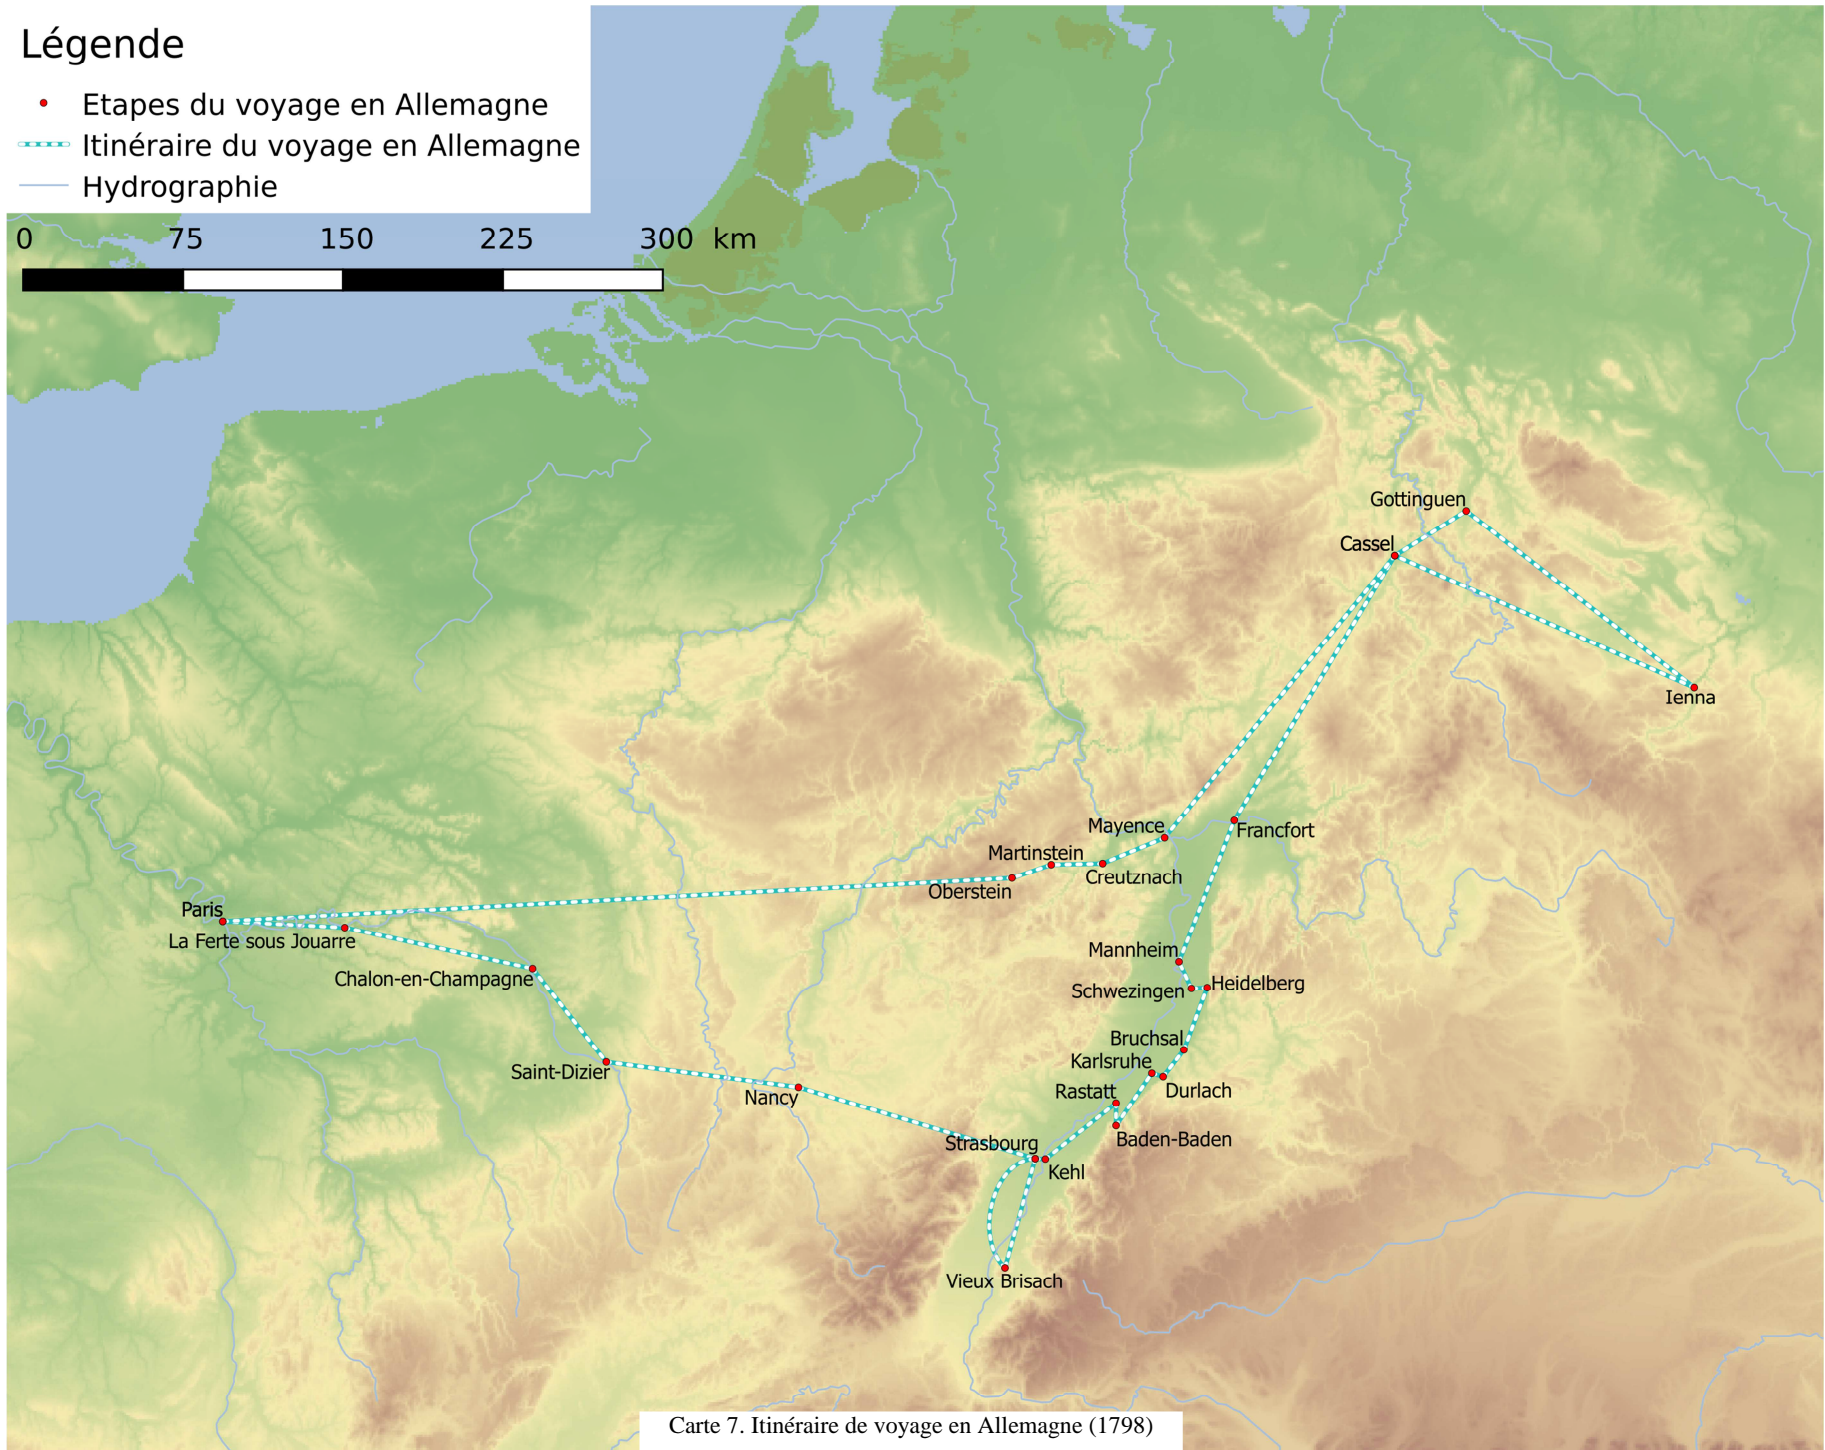 Légende
Etapes du voyage en Allemagne
Itinéraire du voyage en Allemagne
Hydrographie
0 75 150 225 300 km
Gottinguen
Cassel
Ienna
Mayence
Francfort
Martinstein
Creutznach
Oberstein
Paris
La Ferte sous Jouarre
Chalon-en-Champagne
Mannheim
Heidelberg
Schwezingen
Bruchsal
Karlsruhe
Durlach
Saint-Dizier
Rastatt
Nancy
Baden-Baden
Strasbourg
Kehl
Vieux Brisach
Carte 7. Itinéraire de voyage en Allemagne (1798)